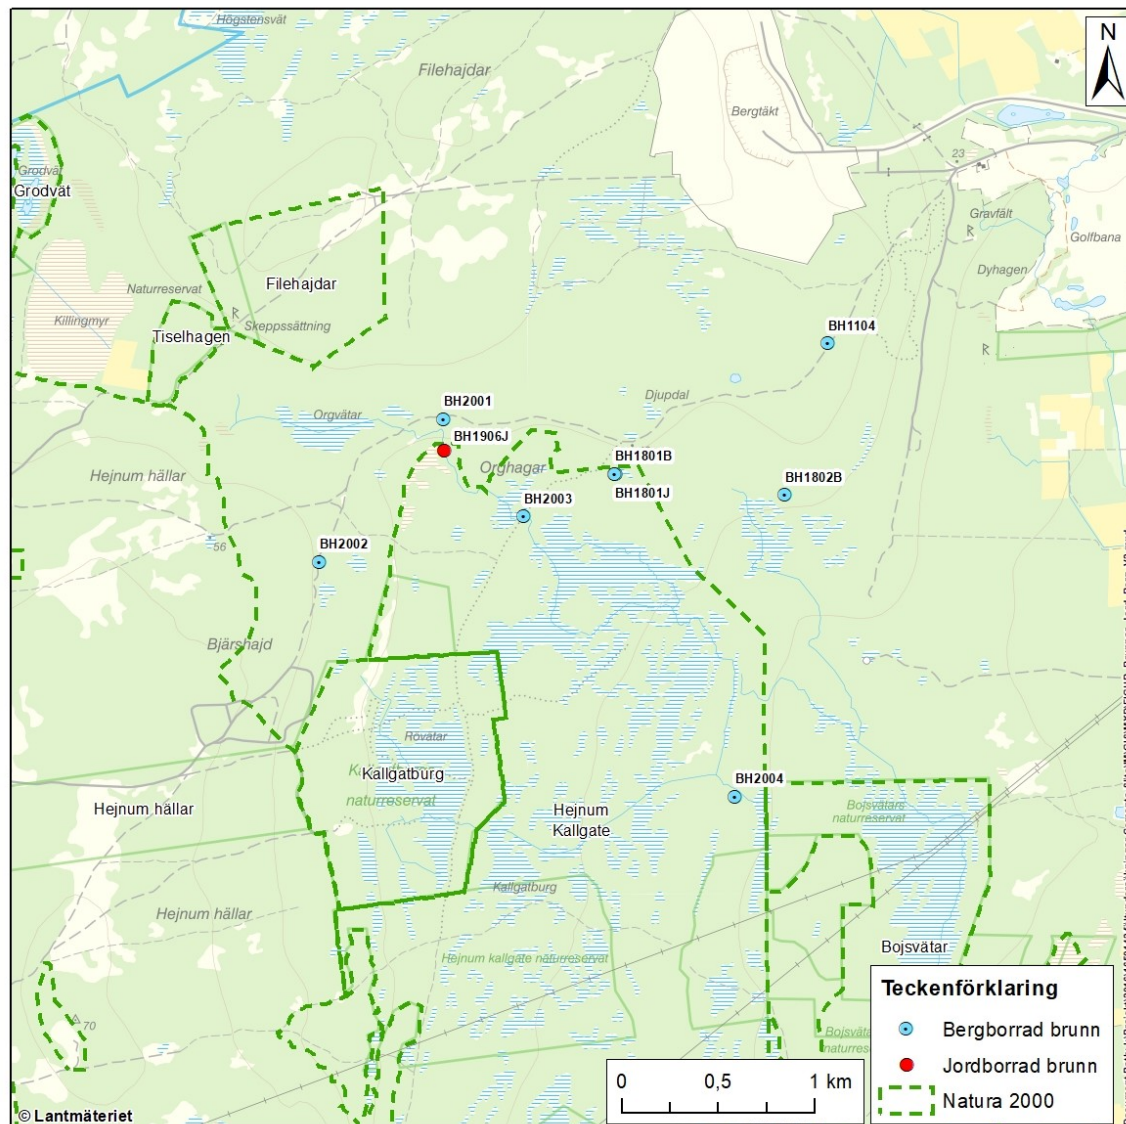 Högstensvät
Filehajdar
N
Bergtäkt
23
Grodvät
Grodvät
Gravfält
Golfbana
Dyhagen
Filehajdar
Naturreservat
Killingmyr
Skeppssättning
Tiselhagen
BH1104
Djupdal
BH2001
Orgvätar
BH1906J
Orghagar
BH1801B
BH1801J
BH1802B
BH2003
Hejnum hällar
56
BH2002
Bjärshajd
Rövätar
Kallgatburg
naturreservat
BH2004
Hejnum hällar
Hejnum
Kallgate
Bojsvätars
naturreservat
Kallgatburg
Hejnum hällar
Hejnum kallgate naturreservat
Bojsvätar
70
Teckenförklaring
Bergborrad brunn
Jordborrad brunn
Natura 2000
0 0,5 1 km
© Lantmäteriet